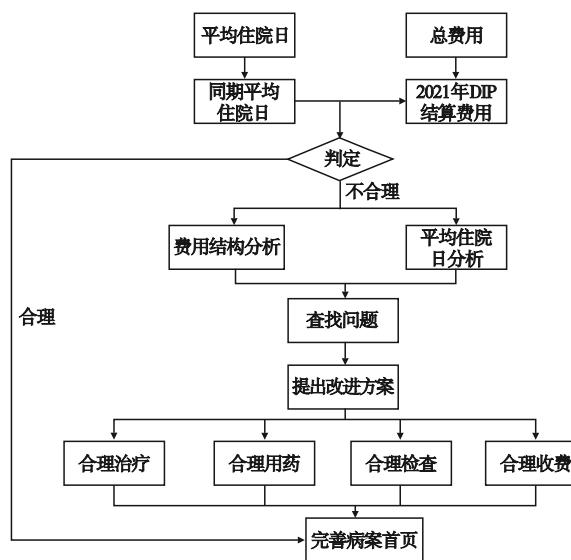 平均住院日
总费用
同期平均
住院日
2021年DIP
结算费用
判定
不合理
费用结构分析
平均住院
日分析
合理
查找问题
提出改进方案
合理治疗
合理用药
合理检查
合理收费
完善病案首页